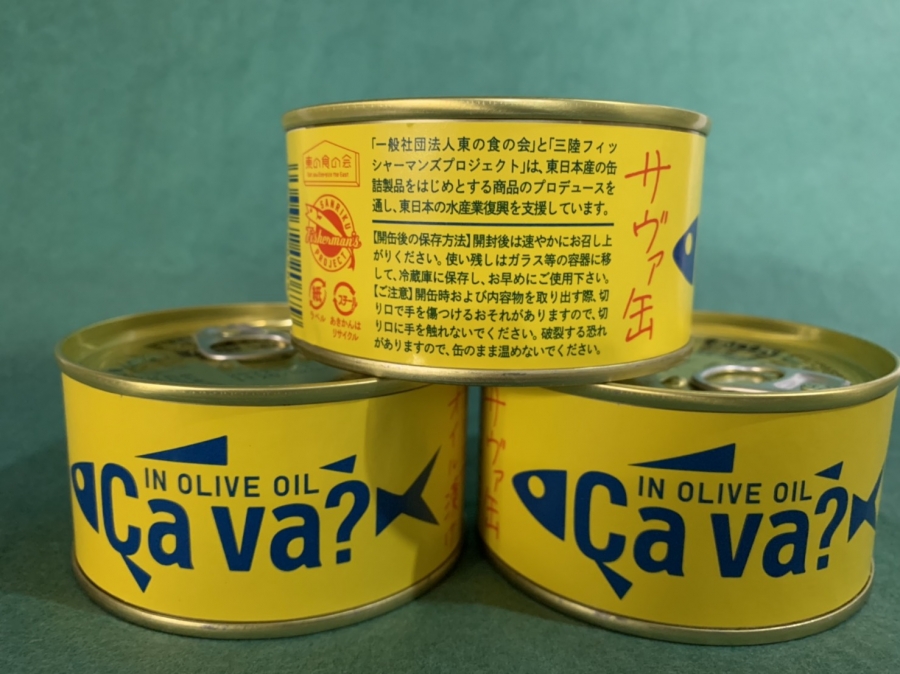 東の食の会
「一般社団法人東の食の会」と「三陸フィッ
シャーマンズプロジェクト」は、東日本産の缶
詰製品をはじめとする商品のプロデュースを
通し、東日本の水産業復興を支援しています。
SANRIKU
Fisherman's
PROJECT
【開缶後の保存方法】開封後は速やかにお召し上
がりください。使い残しはガラス等の容器に移
して、冷蔵庫に保存し、お早めにご使用下さい。
【ご注意】開缶時および内容物を取り出す際、切
り口で手を傷つけるおそれがありますので、切
り口に手を触れないでください。破裂する恐れ
がありますので、缶のまま温めないでください。
紙
ラベル
スチール
あきかんは
リサイクル
サヴァ缶
IN OLIVE OIL
Ça va?
サヴァ缶
IN OLIVE OIL
Ça va?